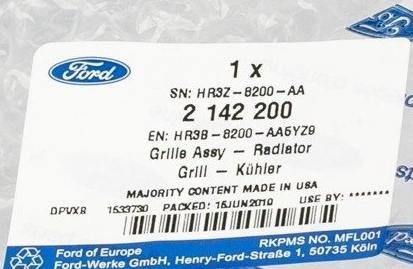 Ford
1 x
SN: HR3Z-8200-AA
2 142 200
EN: HR3B-8200-AA5YZ9
Grille Assy - Radiator
Grill - Kühler
MAJORITY CONTENT MADE IN USA
DPVX8 1533730 PACKED: 15JUN2019 USE BY: *******
RKPMS NO. MFL001
Ford of Europe
Ford-Werke GmbH, Henry-Ford-Straße 1, 50735 Köln